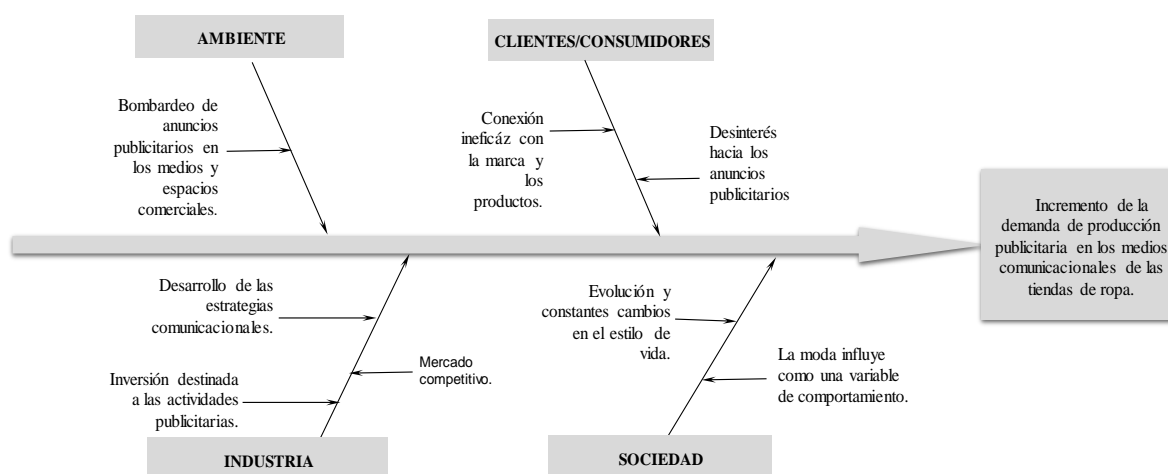 AMBIENTE
CLIENTES/CONSUMIDORES
Bombardeo de
anuncios
publicitarios en
los medios y
espacios
comerciales.
Conexión
ineficáz con
la marca y
los
productos.
Desinterés
hacia los
anuncios
publicitarios
Incremento de la
demanda de producción
publicitaria en los medios
comunicacionales de las
tiendas de ropa.
Desarrollo de las
estrategias
comunicacionales.
Mercado
competitivo.
Inversión destinada
a las actividades
publicitarias.
Evolución y
constantes cambios
en el estilo de
vida.
La moda influye
como una variable
de comportamiento.
INDUSTRIA
SOCIEDAD